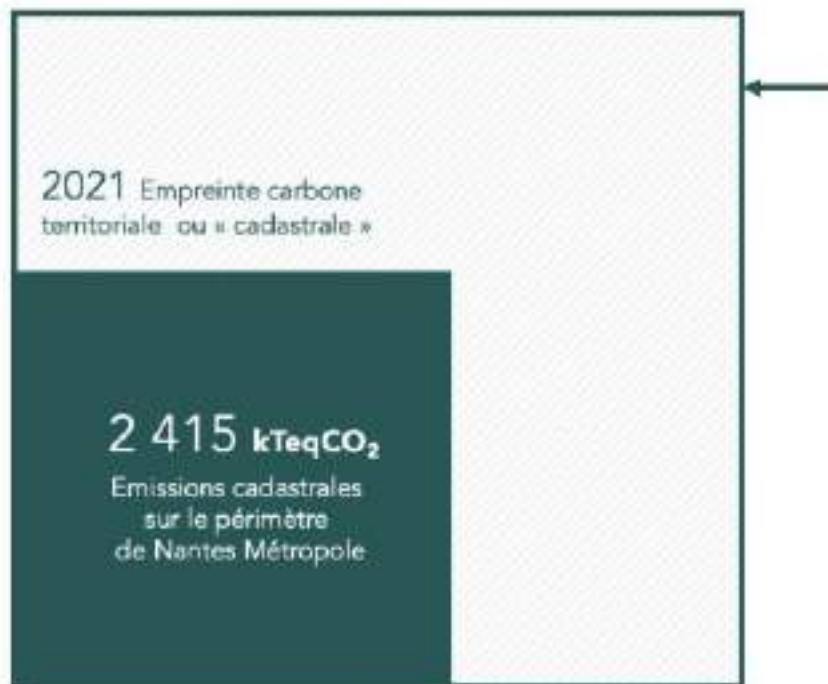 2021 Empreinte carbone
territoriale ou « cadastrale »
2 415 kTeqCO₂
Emissions cadastrales
sur le périmètre
de Nantes Métropole